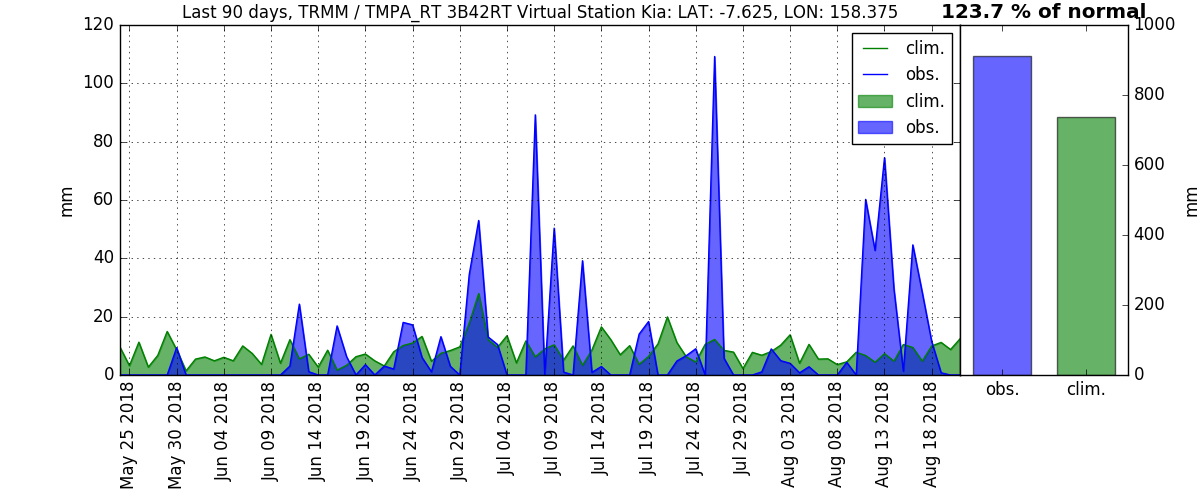 Last 90 days, TRMM / TMPA_RT 3B42RT Virtual Station Kia: LAT: -7.625, LON: 158.375
123.7 % of normal
120
100
80
60
40
20
0
mm
clim.
obs.
clim.
obs.
May 25 2018
May 30 2018
Jun 04 2018
Jun 09 2018
Jun 14 2018
Jun 19 2018
Jun 24 2018
Jun 29 2018
Jul 04 2018
Jul 09 2018
Jul 14 2018
Jul 19 2018
Jul 24 2018
Jul 29 2018
Aug 03 2018
Aug 08 2018
Aug 13 2018
Aug 18 2018
1000
800
600
400
200
0
mm
obs.
clim.